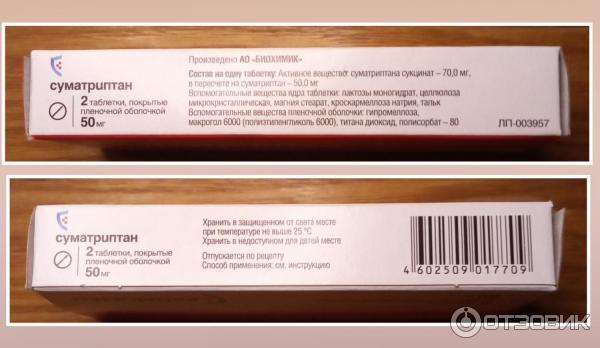 суматриптан
2 таблетки, покрытые
пленочной оболочкой
50 мг
Произведено АО «БИОХИМИК»
Состав на одну таблетку: Активное вещество: суматриптана сукцинат – 70,0 мг,
в пересчете на суматриптан – 50,0 мг
Вспомогательные вещества ядра таблетки: лактозы моногидрат, целлюлоза
микрокристаллическая, магния стеарат, кроскармеллоза натрия, тальк
Вспомогательные вещества пленочной оболочки: гипромеллоза,
макрогол 6000 (полиэтиленгликоль 6000), титана диоксид, полисорбат – 80
ЛП-003957
суматриптан
2 таблетки, покрытые
пленочной оболочкой
50 мг
Хранить в защищенном от света месте
при температуре не выше 25 °С
Хранить в недоступном для детей месте
Отпускается по рецепту
Способ применения: см. инструкцию
4 602509 017709
ОТЗОВИК